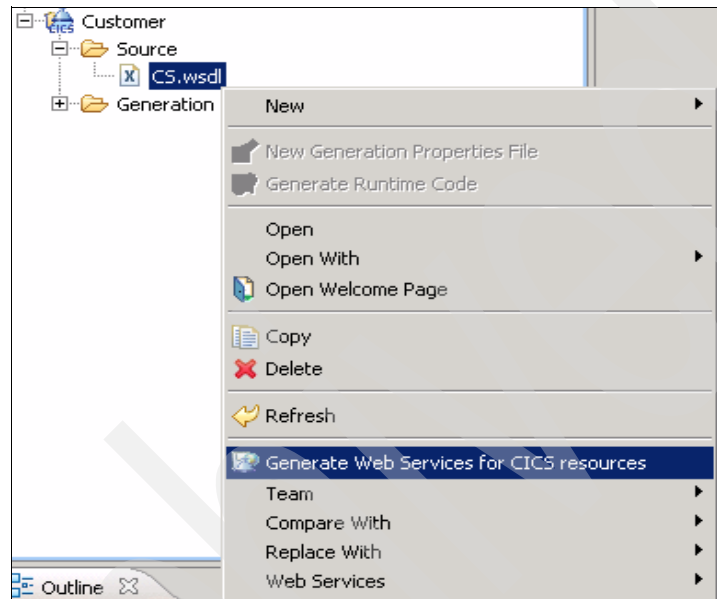 Customer
Source
CS.wsdl
Generation
New
New Generation Properties File
Generate Runtime Code
Open
Open With
Open Welcome Page
Copy
Delete
Refresh
Generate Web Services for CICS resources
Team
Compare With
Replace With
Web Services
Outline